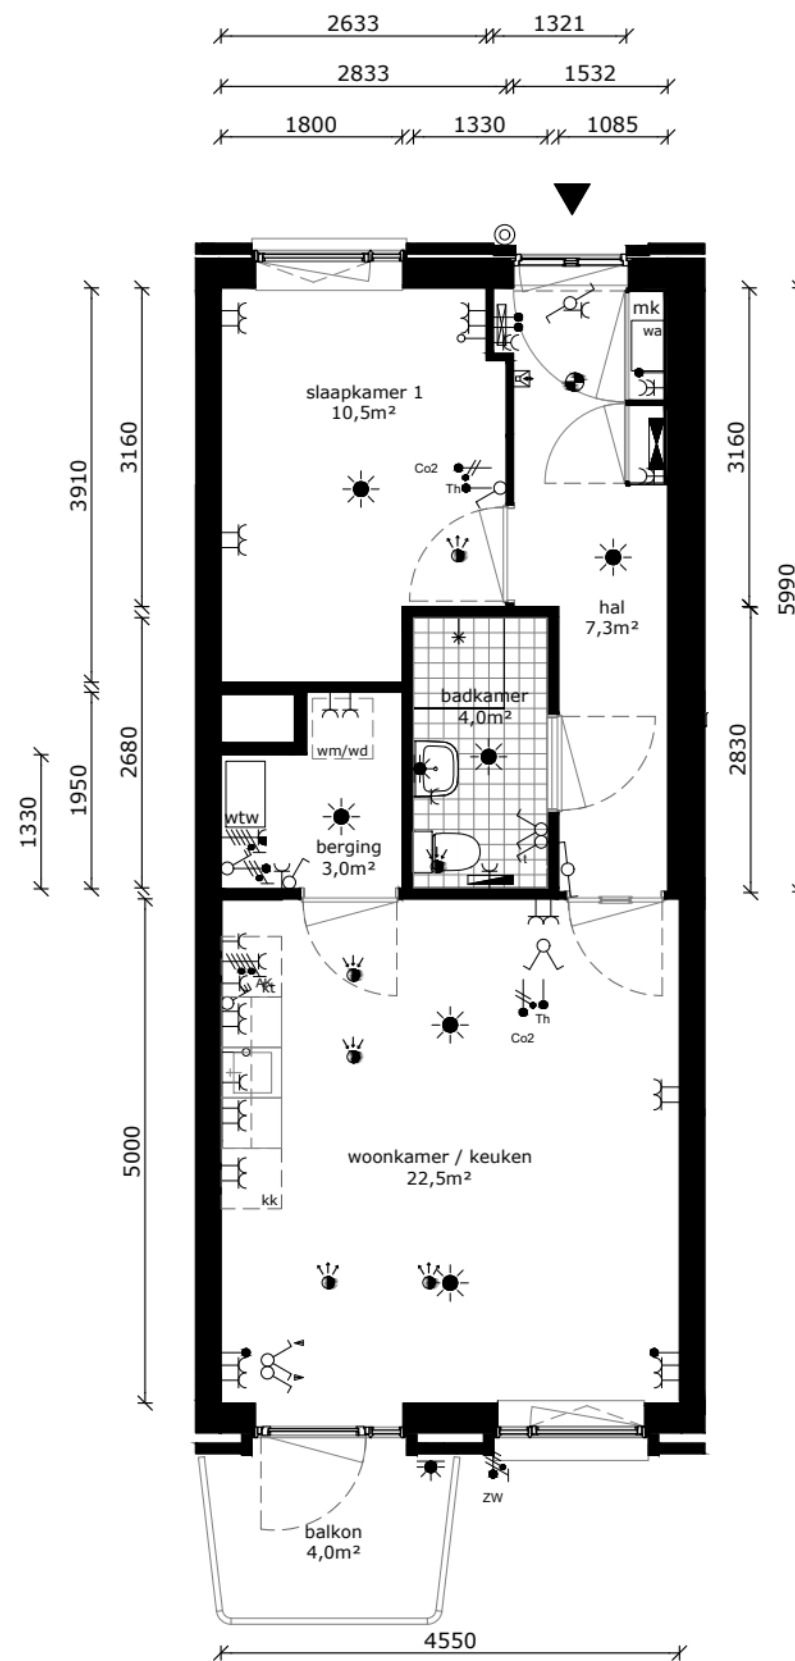 2633
1321
2833
1532
1800
1330
1085
mk
wa
slaapkamer 1
10,5m²
3910
3160
3160
5990
Co2
Th
hal
7,3m²
badkamer
4,0m²
2680
2830
1950
1330
wm/wd
wtw
berging
3,0m²
t
AK
kt
Th
Co2
5000
woonkamer / keuken
22,5m²
kk
ZW
balkon
4,0m²
4550